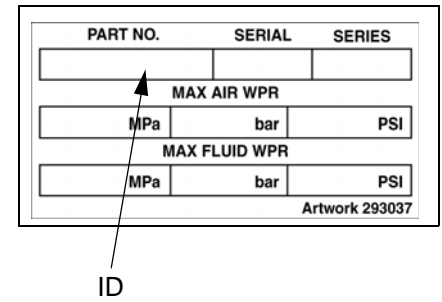 PART NO. SERIAL SERIES
MAX AIR WPR
MPa bar PSI
MAX FLUID WPR
MPa bar PSI
Artwork 293037
ID